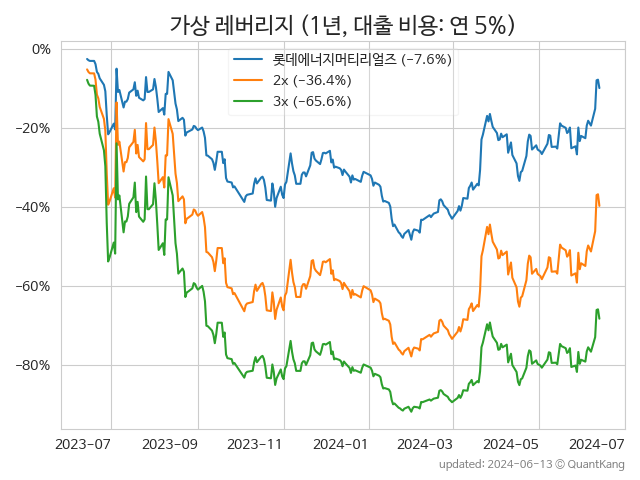 가상 레버리지 (1년, 대출 비용: 연 5%)
롯데에너지머티리얼즈 (−7.6%)
2x (−36.4%)
3x (−65.6%)
0%
−20%
−40%
−60%
−80%
2023-07 2023-09 2023-11 2024-01 2024-03 2024-05 2024-07
updated: 2024-06-13 © QuantKang